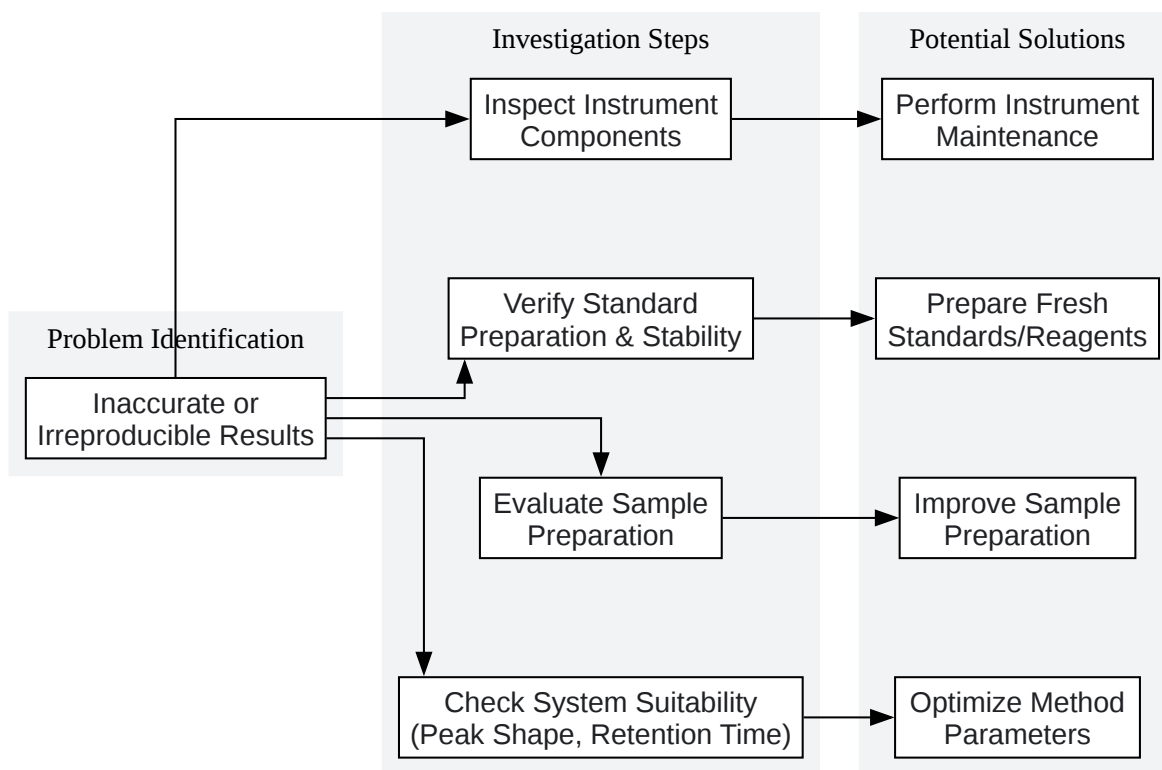 Investigation Steps
Potential Solutions
Inspect Instrument
Components
Perform Instrument
Maintenance
Verify Standard
Preparation & Stability
Prepare Fresh
Standards/Reagents
Problem Identification
Inaccurate or
Irreproducible Results
Evaluate Sample
Preparation
Improve Sample
Preparation
Check System Suitability
(Peak Shape, Retention Time)
Optimize Method
Parameters